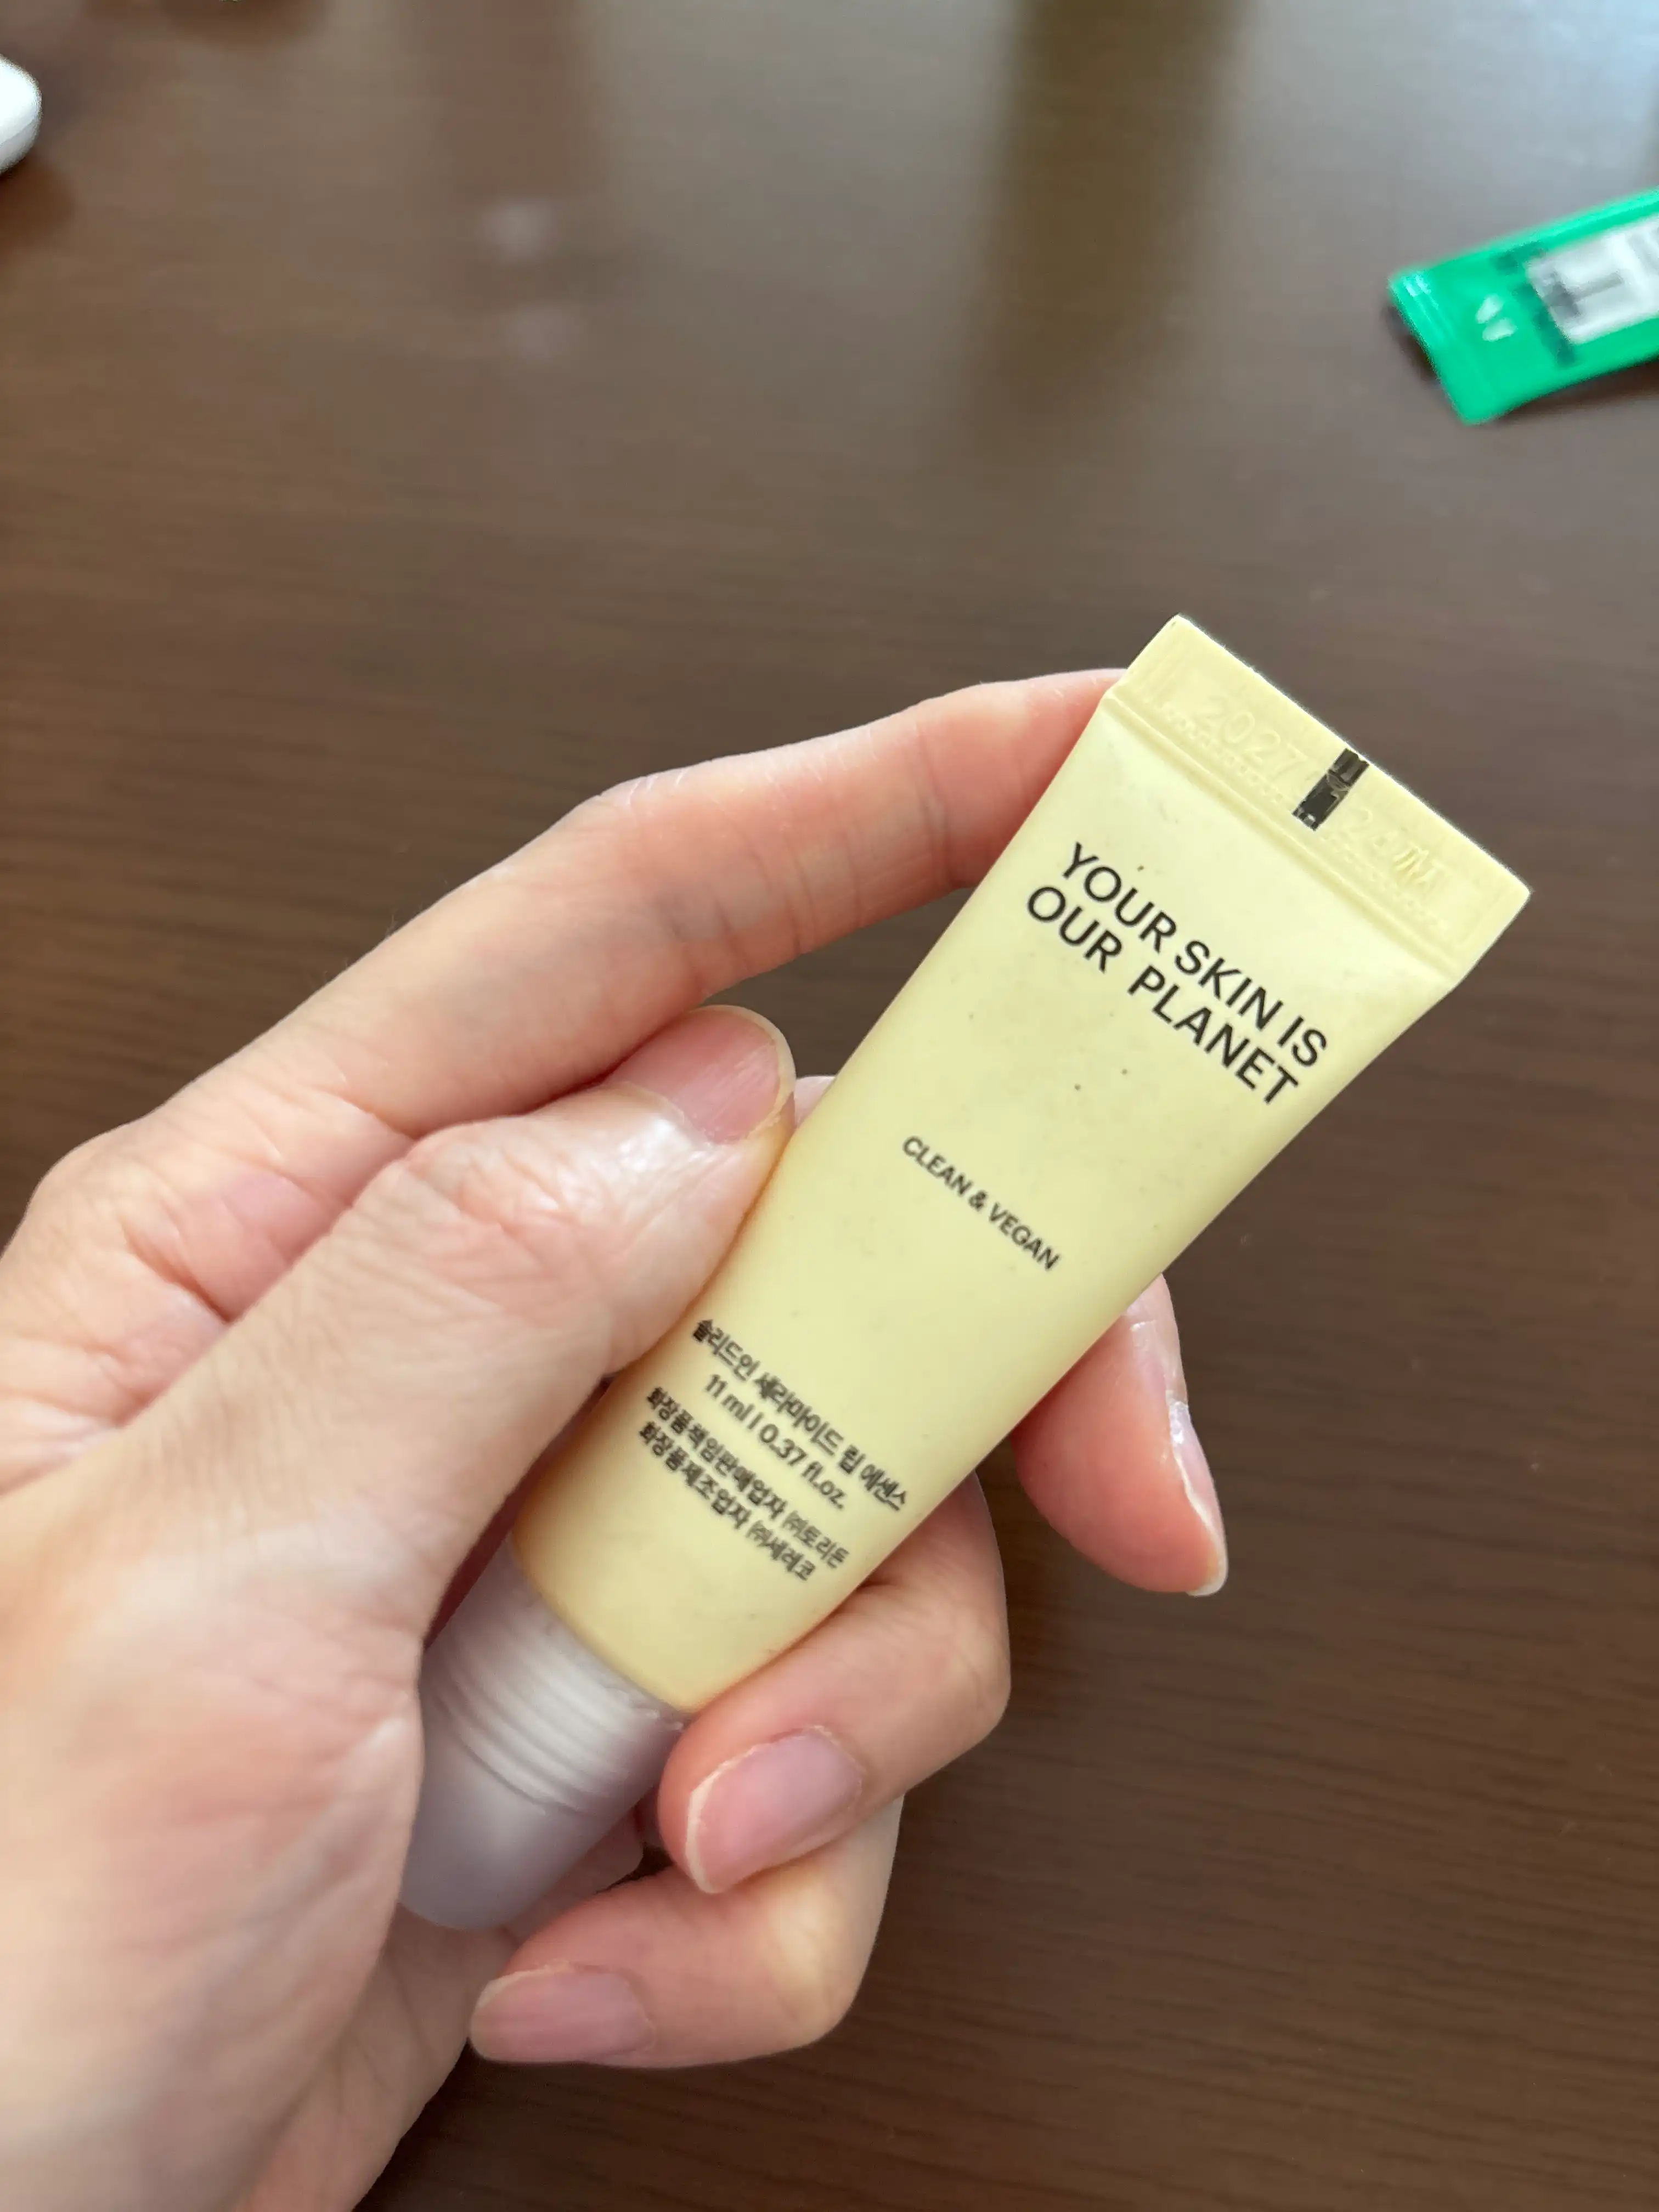 2027
YOUR SKIN IS
OUR PLANET
CLEAN & VEGAN
솔리드인 세라마이드 립 에센스
11 ml | 0.37 fl.oz.
화장품책임판매업자 ㈜토리든
화장품제조업자 ㈜세레코